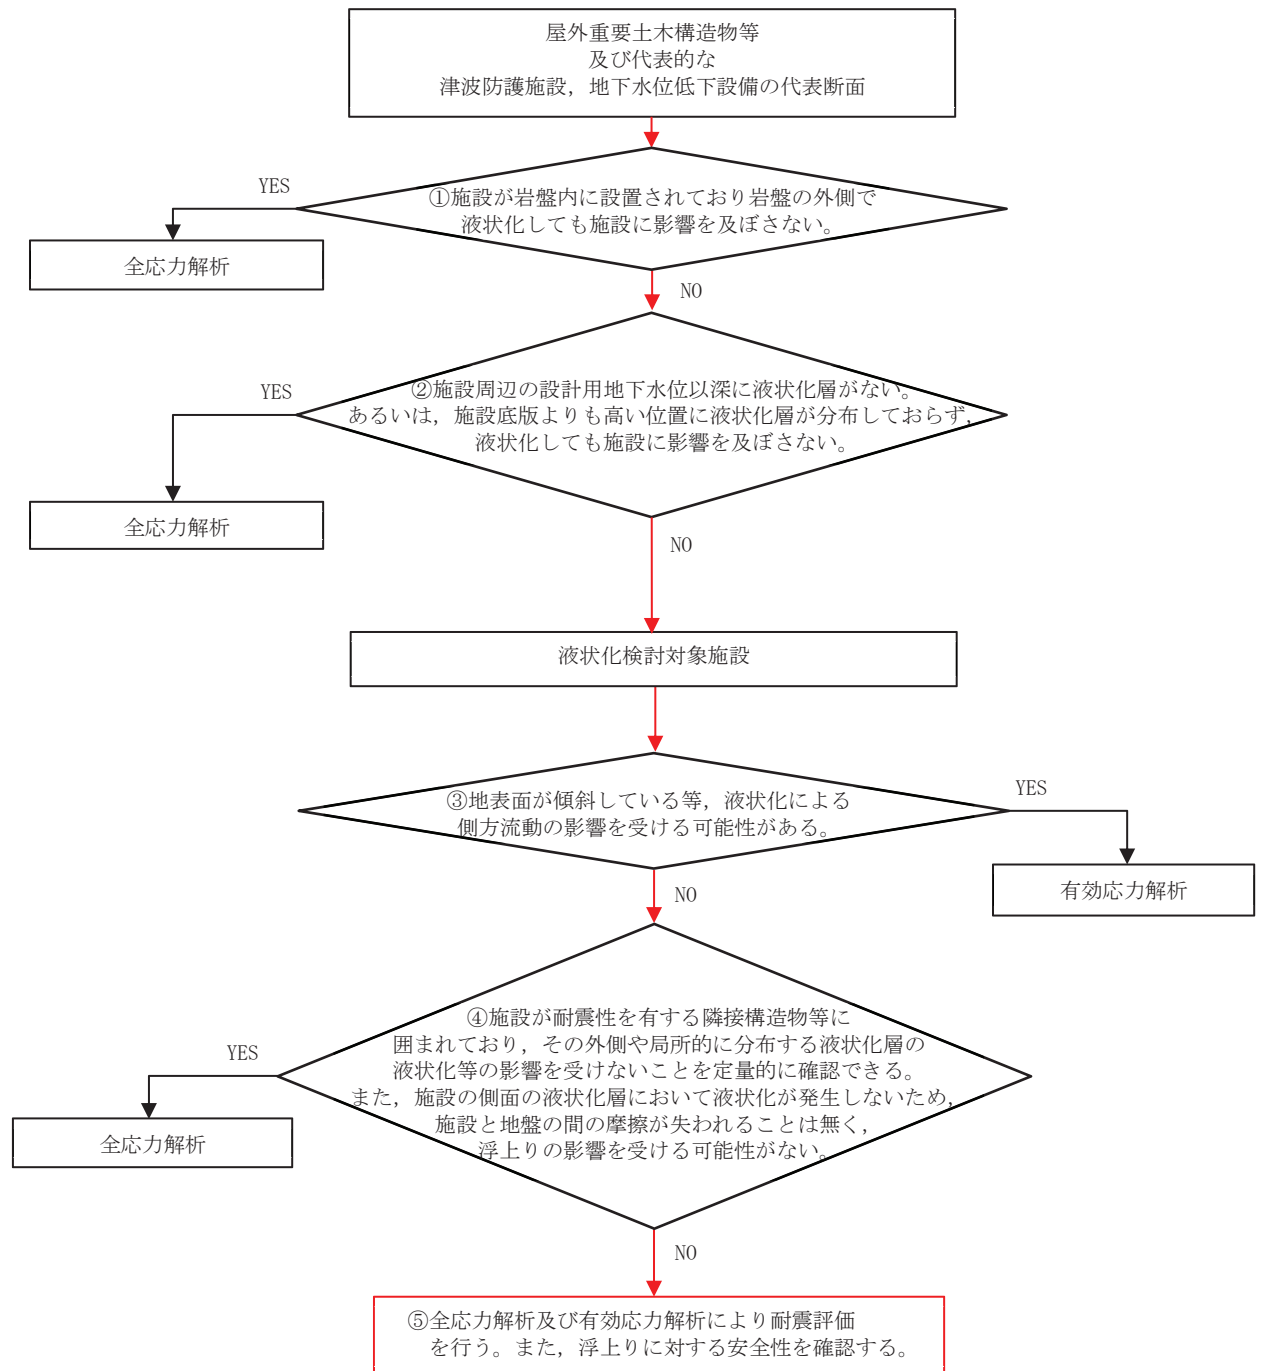 屋外重要土木構造物等
及び代表的な
津波防護施設，地下水位低下設備の代表断面
YES
①施設が岩盤内に設置されており岩盤の外側で
液状化しても施設に影響を及ぼさない。
全応力解析
NO
YES
②施設周辺の設計用地下水位以深に液状化層がない。
あるいは，施設底版よりも高い位置に液状化層が分布しておらず，
液状化しても施設に影響を及ぼさない。
全応力解析
NO
液状化検討対象施設
③地表面が傾斜している等，液状化による
側方流動の影響を受ける可能性がある。
YES
有効応力解析
NO
④施設が耐震性を有する隣接構造物等に
囲まれており，その外側や局所的に分布する液状化層の
液状化等の影響を受けないことを定量的に確認できる。
また，施設の側面の液状化層において液状化が発生しないため，
施設と地盤の間の摩擦が失われることは無く，
浮上りの影響を受ける可能性がない。
YES
全応力解析
NO
⑤全応力解析及び有効応力解析により耐震評価
を行う。また，浮上りに対する安全性を確認する。